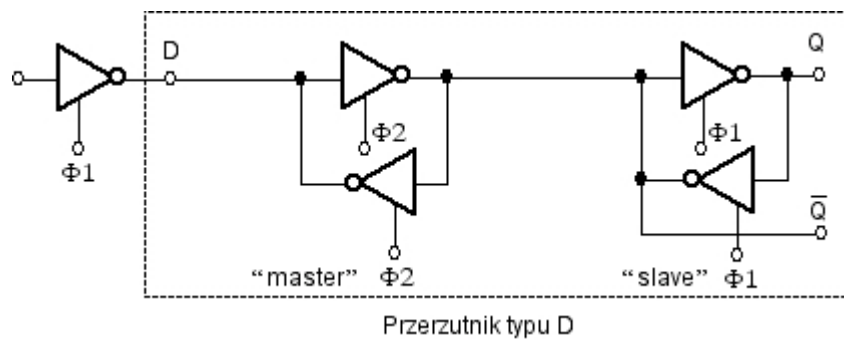 D
Q
Φ1
Φ2
Φ1
Q̅
"master"
Φ2
"slave"
Φ1
Przerzutnik typu D